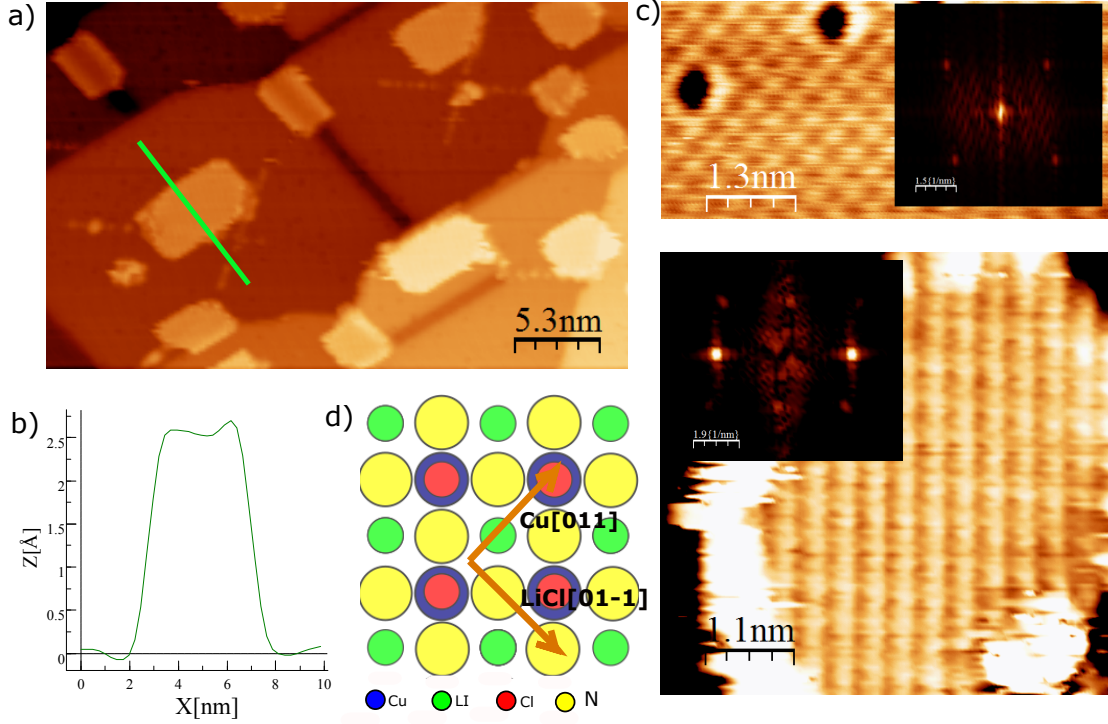 a)
5.3nm
c)
1.3nm
1.5{1/nm}
b)
2.5
2
1.5
1
0.5
0
Z[Å]
0 2 4 6 8 10
X[nm]
d)
Cu[011]
LiCl[01-1]
Cu LI Cl N
1.9{1/nm}
1.1nm